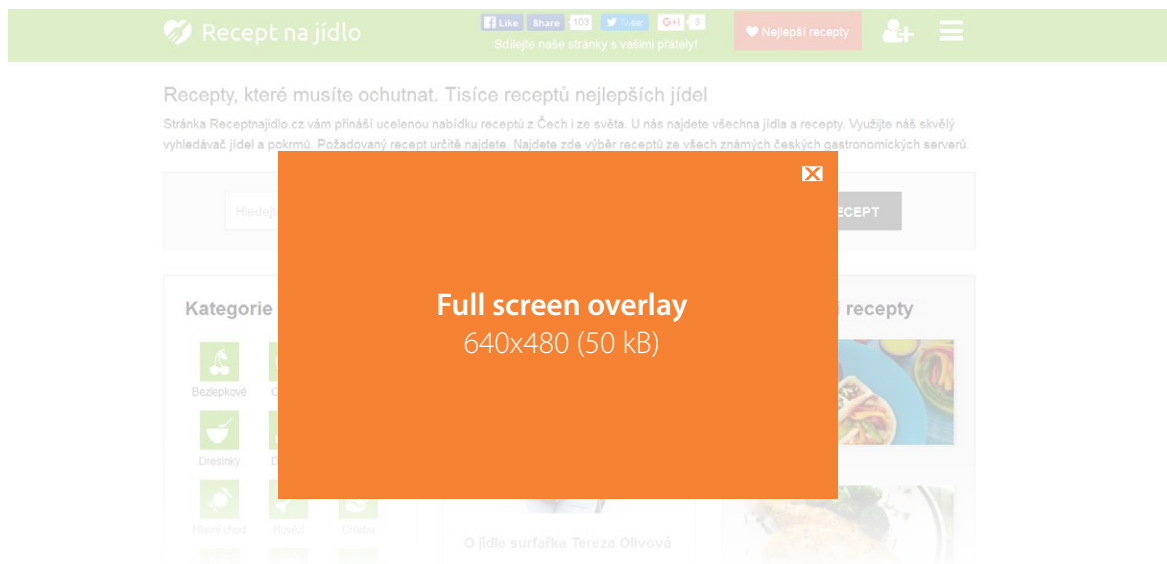 Recept na jídlo
Like Share 103 Tweet G+1 3
Sdílejte naše stránky s vašimi přátely!
Nejlepší recepty
Recepty, které musíte ochutnat. Tisíce receptů nejlepších jídel
Stránka Receptnajidlo.cz vám přináší ucelenou nabídku receptů z Čech i ze světa. U nás najdete všechna jídla a recepty. Využijte náš skvělý
vyhledávač jídel a pokrmů. Požadovaný recept určitě najdete. Najdete zde výběr receptů ze všech známých českých gastronomických serverů.
Full screen overlay
640x480 (50 kB)
Kategorie
recepty
Bezlepkové
Dresinky
Hlavní chod Hovězí Chleba
O jídle surfařka Tereza Olivová